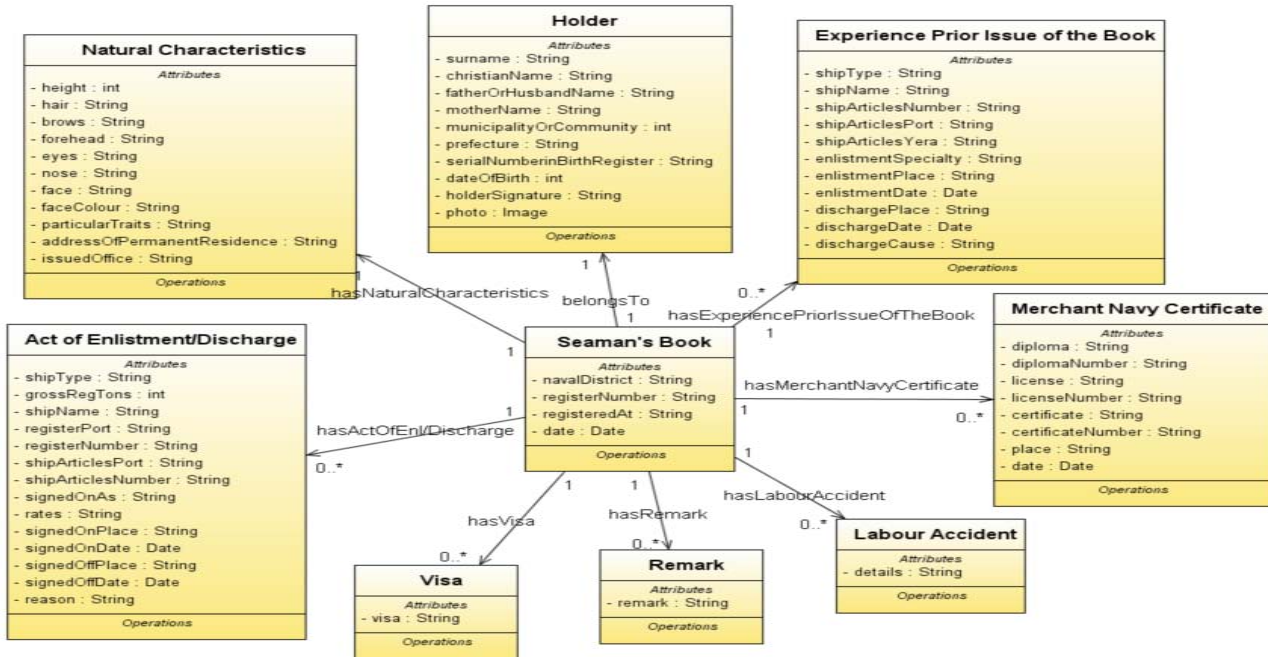 Natural Characteristics
Attributes
- height : int
- hair : String
- brows : String
- forehead : String
- eyes : String
- nose : String
- face : String
- faceColour : String
- particularTraits : String
- addressOfPermanentResidence : String
- issuedOffice : String
Operations
Holder
Attributes
- surname : String
- christianName : String
- fatherOrHusbandName : String
- motherName : String
- municipalityOrCommunity : int
- prefecture : String
- serialNumberinBirthRegister : String
- dateOfBirth : int
- holderSignature : String
- photo : Image
Operations
Experience Prior Issue of the Book
Attributes
- shipType : String
- shipName : String
- shipArticlesNumber : String
- shipArticlesPort : String
- shipArticlesYera : String
- enlistmentSpecialty : String
- enlistmentPlace : String
- enlistmentDate : Date
- dischargePlace : String
- dischargeDate : Date
- dischargeCause : String
Operations
1
hasNaturalCharacteristics
1
1
belongsTo
1
0..*
hasExperiencePriorIssueOfTheBook
1
Act of Enlistment/Discharge
Attributes
- shipType : String
- grossRegTons : int
- shipName : String
- registerPort : String
- registerNumber : String
- shipArticlesPort : String
- shipArticlesNumber : String
- signedOnAs : String
- rates : String
- signedOnPlace : String
- signedOnDate : Date
- signedOffPlace : String
- signedOffDate : Date
- reason : String
Operations
Seaman's Book
Attributes
- navalDistrict : String
- registerNumber : String
- registeredAt : String
- date : Date
Operations
Merchant Navy Certificate
Attributes
- diploma : String
- diplomaNumber : String
- license : String
- licenseNumber : String
- certificate : String
- certificateNumber : String
- place : String
- date : Date
Operations
1
hasActOfEnl/Discharge
0..*
hasMerchantNavyCertificate
1
0..*
1
hasVisa
0..*
1
hasRemark
0..*
1
hasLabourAccident
0..*
Visa
Attributes
- visa : String
Operations
Remark
Attributes
- remark : String
Operations
Labour Accident
Attributes
- details : String
Operations